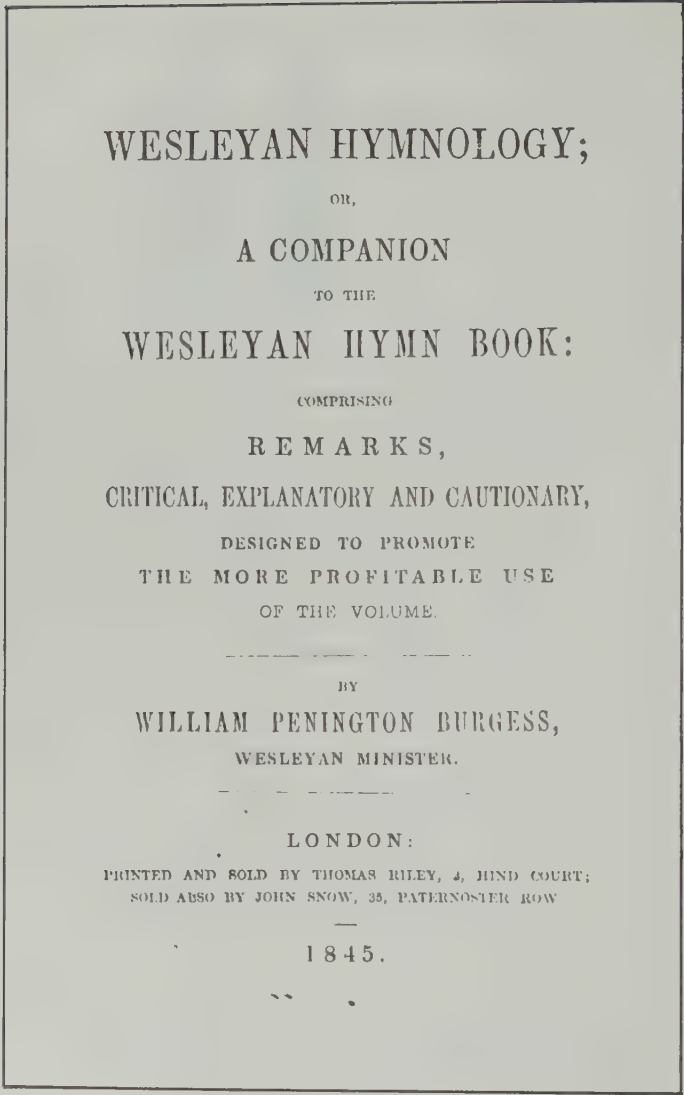 WESLEYAN HYMNOLOGY;
OR,
A COMPANION
TO THE
WESLEYAN HYMN BOOK:
COMPRISING
REMARKS,
CRITICAL, EXPLANATORY AND CAUTIONARY,
DESIGNED TO PROMOTE
THE MORE PROFITABLE USE
OF THE VOLUME.
BY
WILLIAM PENINGTON BURGESS,
WESLEYAN MINISTER.
LONDON:
PRINTED AND SOLD BY THOMAS RILEY, HIND COURT;
SOLD ALSO BY JOHN SNOW, 35, PATERNOSTER ROW
1845.